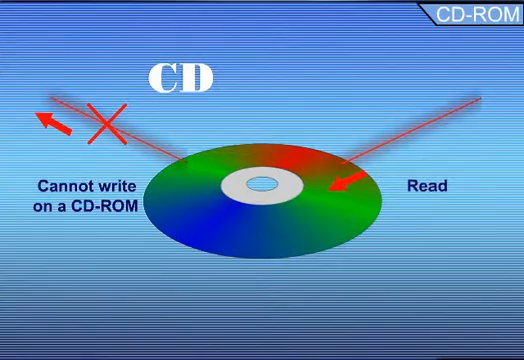 CD-ROM
CD
Cannot write
on a CD-ROM
Read